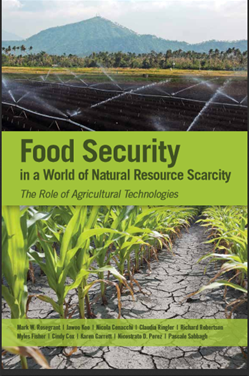 Food Security
in a World of Natural Resource Scarcity
The Role of Agricultural Technologies
Mark W. Rosegrant | Jawoo Koo | Nicola Cenacchi | Claudia Ringler | Richard Robertson
Myles Fisher | Cindy Cox | Karen Garrett | Nicostrato D. Perez | Pascale Sabbagh